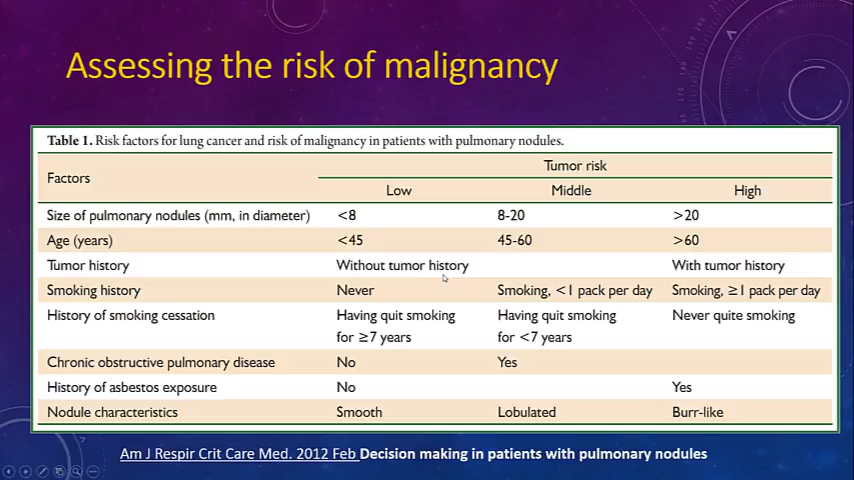 Assessing the risk of malignancy
Table 1. Risk factors for lung cancer and risk of malignancy in patients with pulmonary nodules.
Factors
Tumor risk
Low Middle High
Size of pulmonary nodules (mm, in diameter) <8 8-20 >20
Age (years) <45 45-60 >60
Tumor history Without tumor history With tumor history
Smoking history Never Smoking, <1 pack per day Smoking, ≥1 pack per day
History of smoking cessation Having quit smoking Having quit smoking Never quite smoking
for ≥7 years for <7 years
Chronic obstructive pulmonary disease No Yes
History of asbestos exposure No Yes
Nodule characteristics Smooth Lobulated Burr-like
Am J Respir Crit Care Med. 2012 Feb Decision making in patients with pulmonary nodules